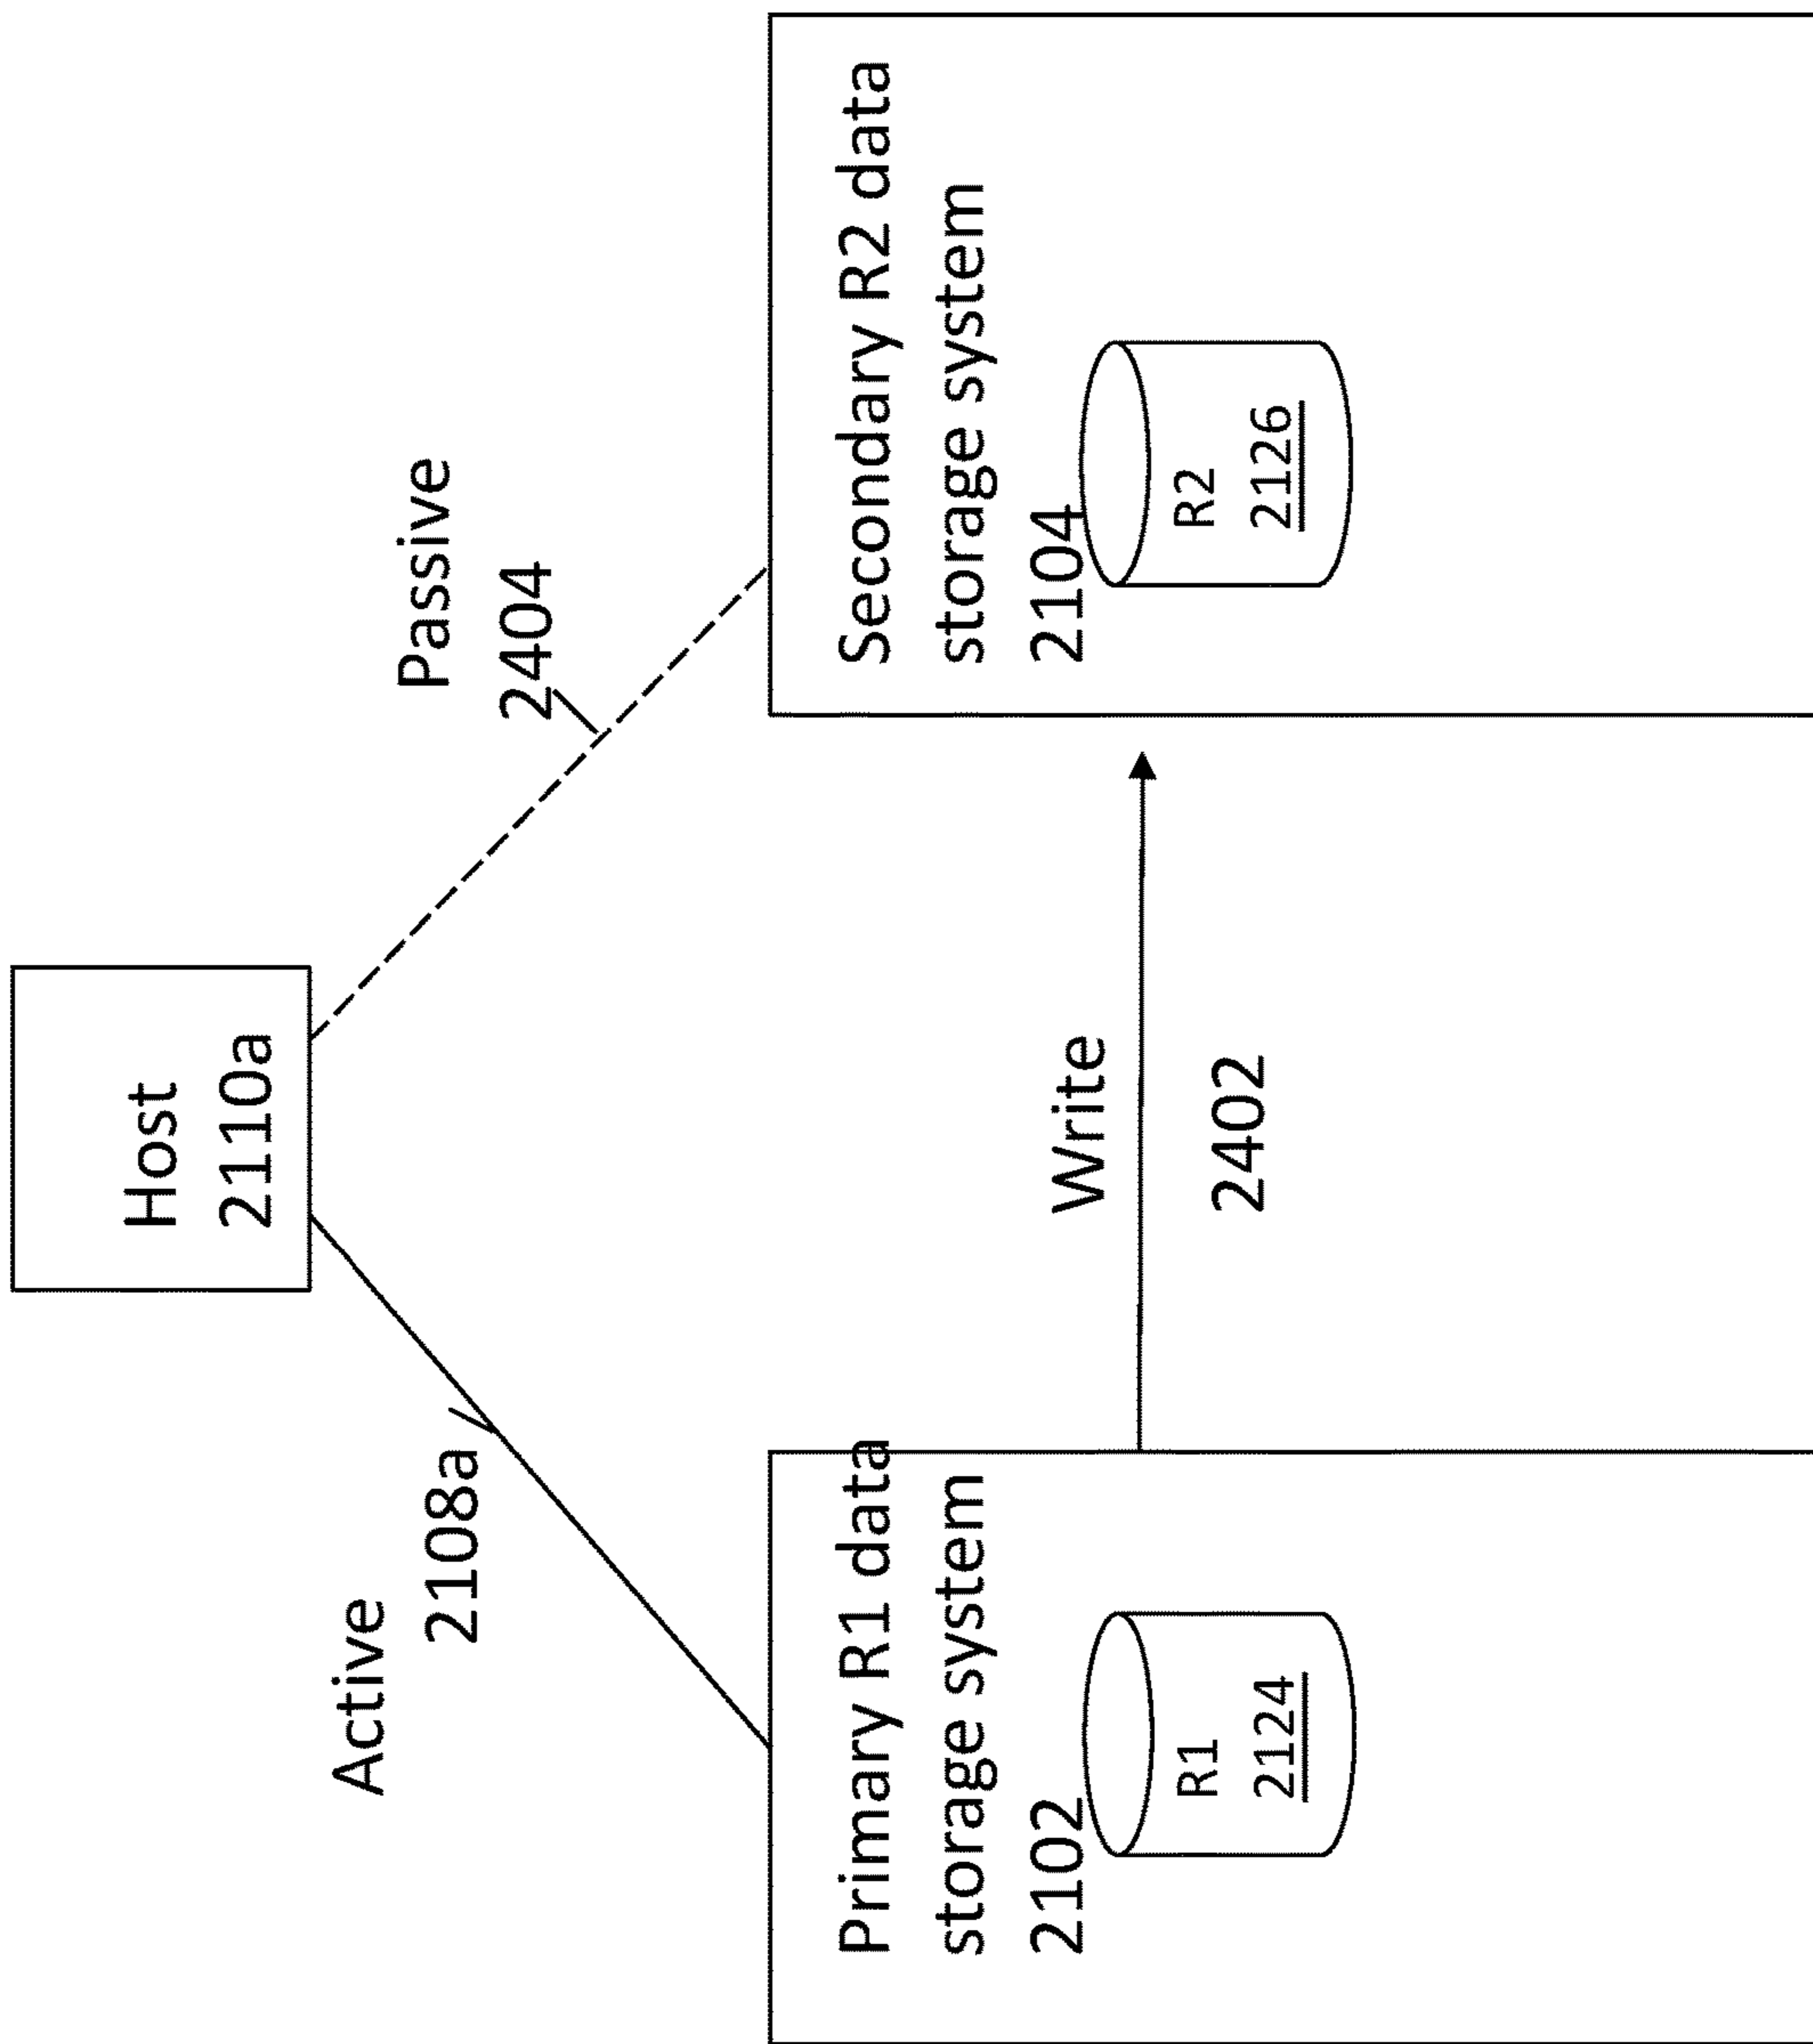 Host
2110a
Active
2108a
Passive
2404
Primary R1 data
storage system
2102
R1
2124
Write
2402
Secondary R2 data
storage system
2104
R2
2126